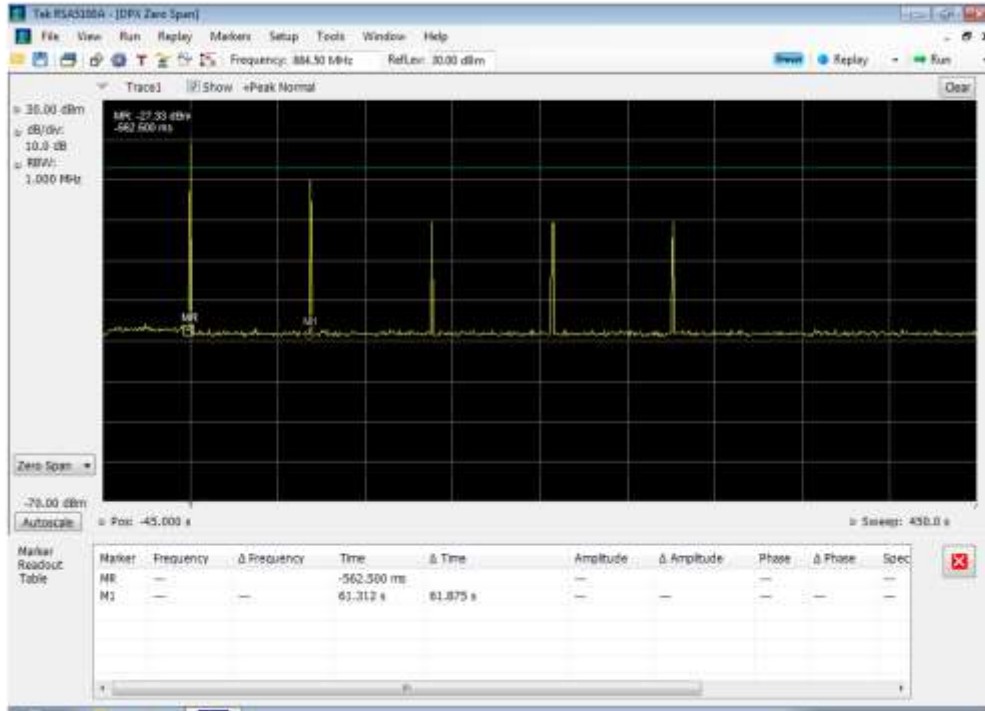 Tek RSA5100A - [DPX Zero Span]
File View Run Replay Markers Setup Tools Window Help
Frequency: 884.50 MHz RefLev: 30.00 dBm Preset Replay Run
Trace1 Show +Peak Normal Clear
30.00 dBm
dB/div:
10.0 dB
RBW:
1.000 MHz
MR: -27.33 dBm
-562.500 ms
MR
M1
Zero Span
-70.00 dBm
Autoscale Pos: -45.000 s Sweep: 450.0 s
Marker
Readout
Table
Marker Frequency Δ Frequency Time Δ Time Amplitude Δ Amplitude Phase Δ Phase Spec
MR --- -562.500 ms --- --- ---
M1 --- --- 61.312 s 61.875 s --- --- --- --- ---